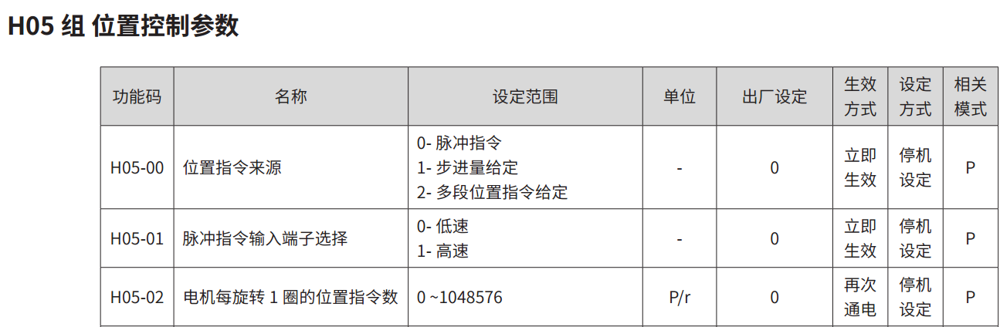 H05 组 位置控制参数
功能码 名称 设定范围 单位 出厂设定 生效方式 设定方式 相关模式
H05-00 位置指令来源 0- 脉冲指令 1- 步进量给定 2- 多段位置指令给定 - 0 立即生效 停机设定 P
H05-01 脉冲指令输入端子选择 0- 低速 1- 高速 - 0 立即生效 停机设定 P
H05-02 电机每旋转 1 圈的位置指令数 0 ~1048576 P/r 0 再次通电 停机设定 P